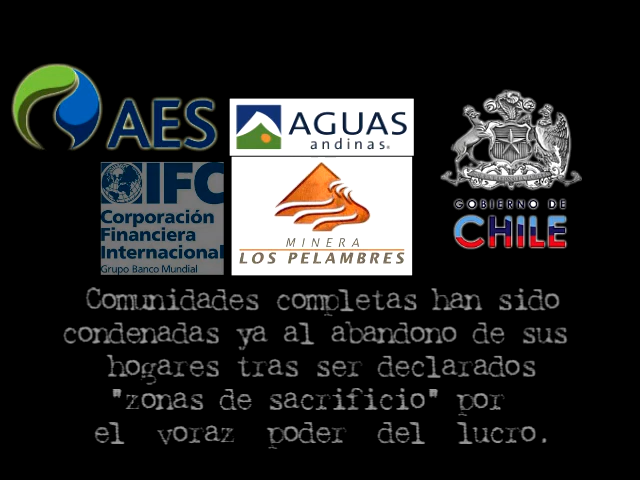 AES
AGUAS
andinas
IFC
Corporación
Financiera
Internacional
Grupo Banco Mundial
MINERA
LOS PELAMBRES
GOBIERNO DE
CHILE
Comunidades completas han sido
condenadas ya al abandono de sus
hogares tras ser declarados
"zonas de sacrificio" por
el voraz poder del lucro.